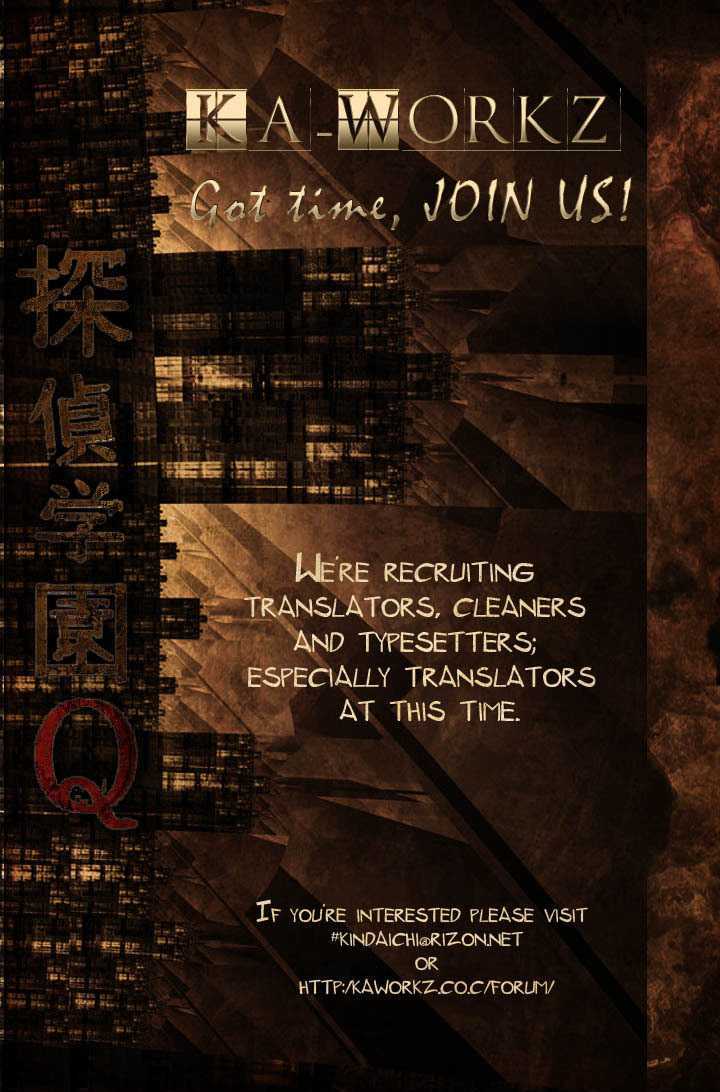 KA-WORKZ
Got time, JOIN US!
探偵学園Q
WE'RE RECRUITING
TRANSLATORS, CLEANERS
AND TYPESETTERS;
ESPECIALLY TRANSLATORS
AT THIS TIME.
IF YOU'RE INTERESTED PLEASE VISIT
#KINDAICHI@RIZON.NET
OR
HTTP:/KAWORKZ.CO.C/FORUM/